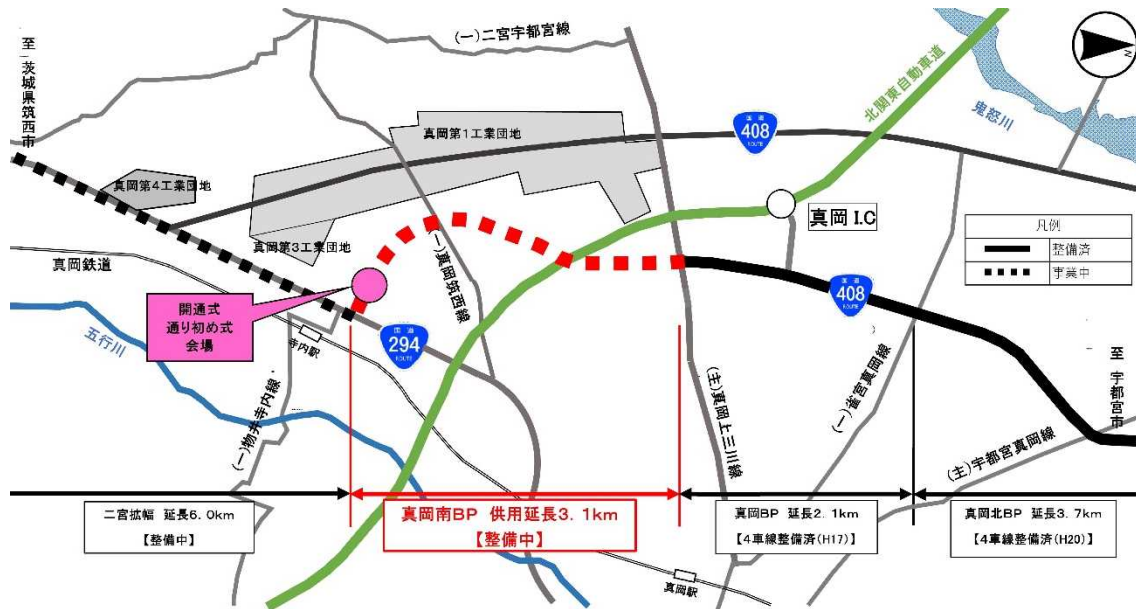 至 茨城県筑西市
(一)二宮宇都宮線
北関東自動車道
鬼怒川
N
真岡第1工業団地
国道
408
ROUTE
真岡第4工業団地
真岡第3工業団地
真岡 I.C
凡例
整備済
事業中
真岡鉄道
(一)真岡筑西線
国道
408
ROUTE
開通式
通り初め式
会場
五行川
寺内駅
国道
294
ROUTE
(一)物井寺内線
(主)真岡上三川線
(一)雀宮真岡線
至 宇都宮市
(主)宇都宮真岡線
二宮拡幅 延長6.0km
【整備中】
真岡南BP 供用延長3.1km
【整備中】
真岡BP 延長2.1km
【4車線整備済(H17)】
真岡北BP 延長3.7km
【4車線整備済(H20)】
真岡駅